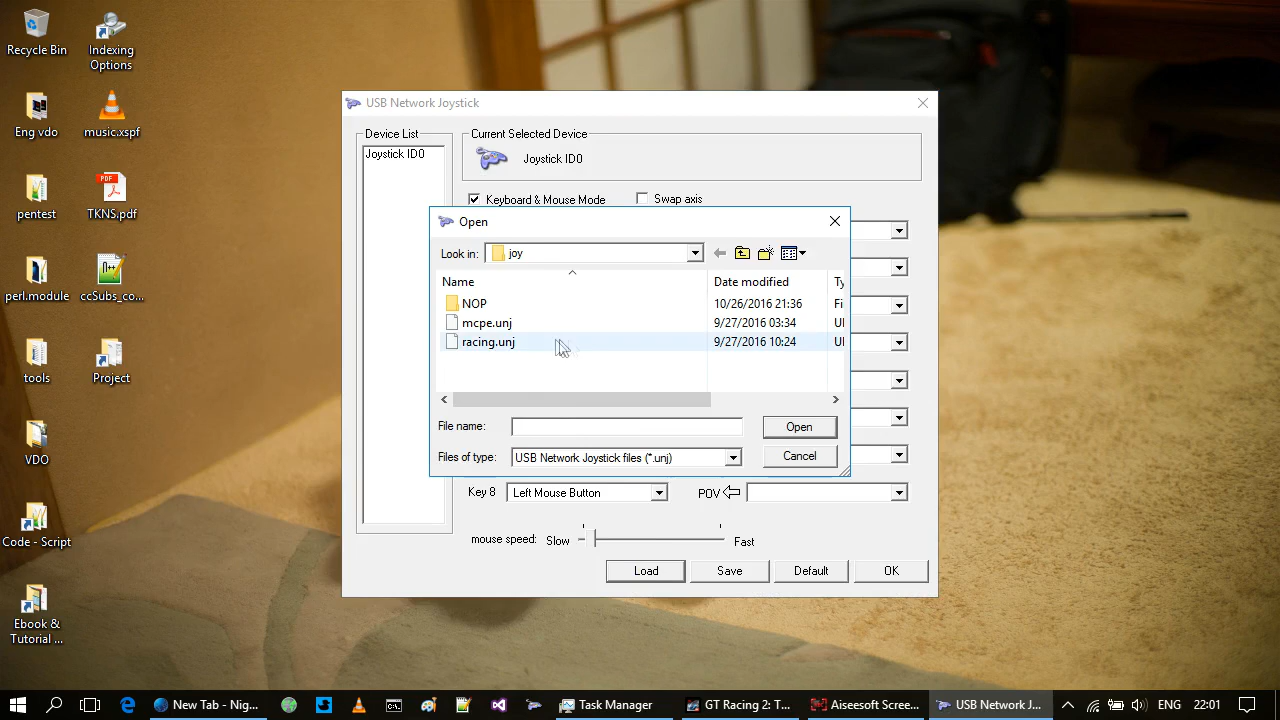 Recycle Bin
Indexing
Options
Eng vdo
music.xspf
pentest
TKNS.pdf
perl.module
ccSubs_co...
tools
Project
VDO
Code - Script
Ebook &
Tutorial ...
USB Network Joystick
Device List
Joystick ID0
Current Selected Device
Joystick ID0
Keyboard & Mouse Mode
Swap axis
Open
Look in:
joy
Name
Date modified
Ty
NOP
10/26/2016 21:36
Fi
mcpe.unj
9/27/2016 03:34
U
racing.unj
9/27/2016 10:24
U
File name:
Open
Files of type:
USB Network Joystick files (*.unj)
Cancel
Key 8
Left Mouse Button
POV
mouse speed:
Slow
Fast
Load
Save
Default
OK
New Tab - Nig...
Task Manager
GT Racing 2: T...
Aiseesoft Scree...
USB Network J...
ENG
22:01